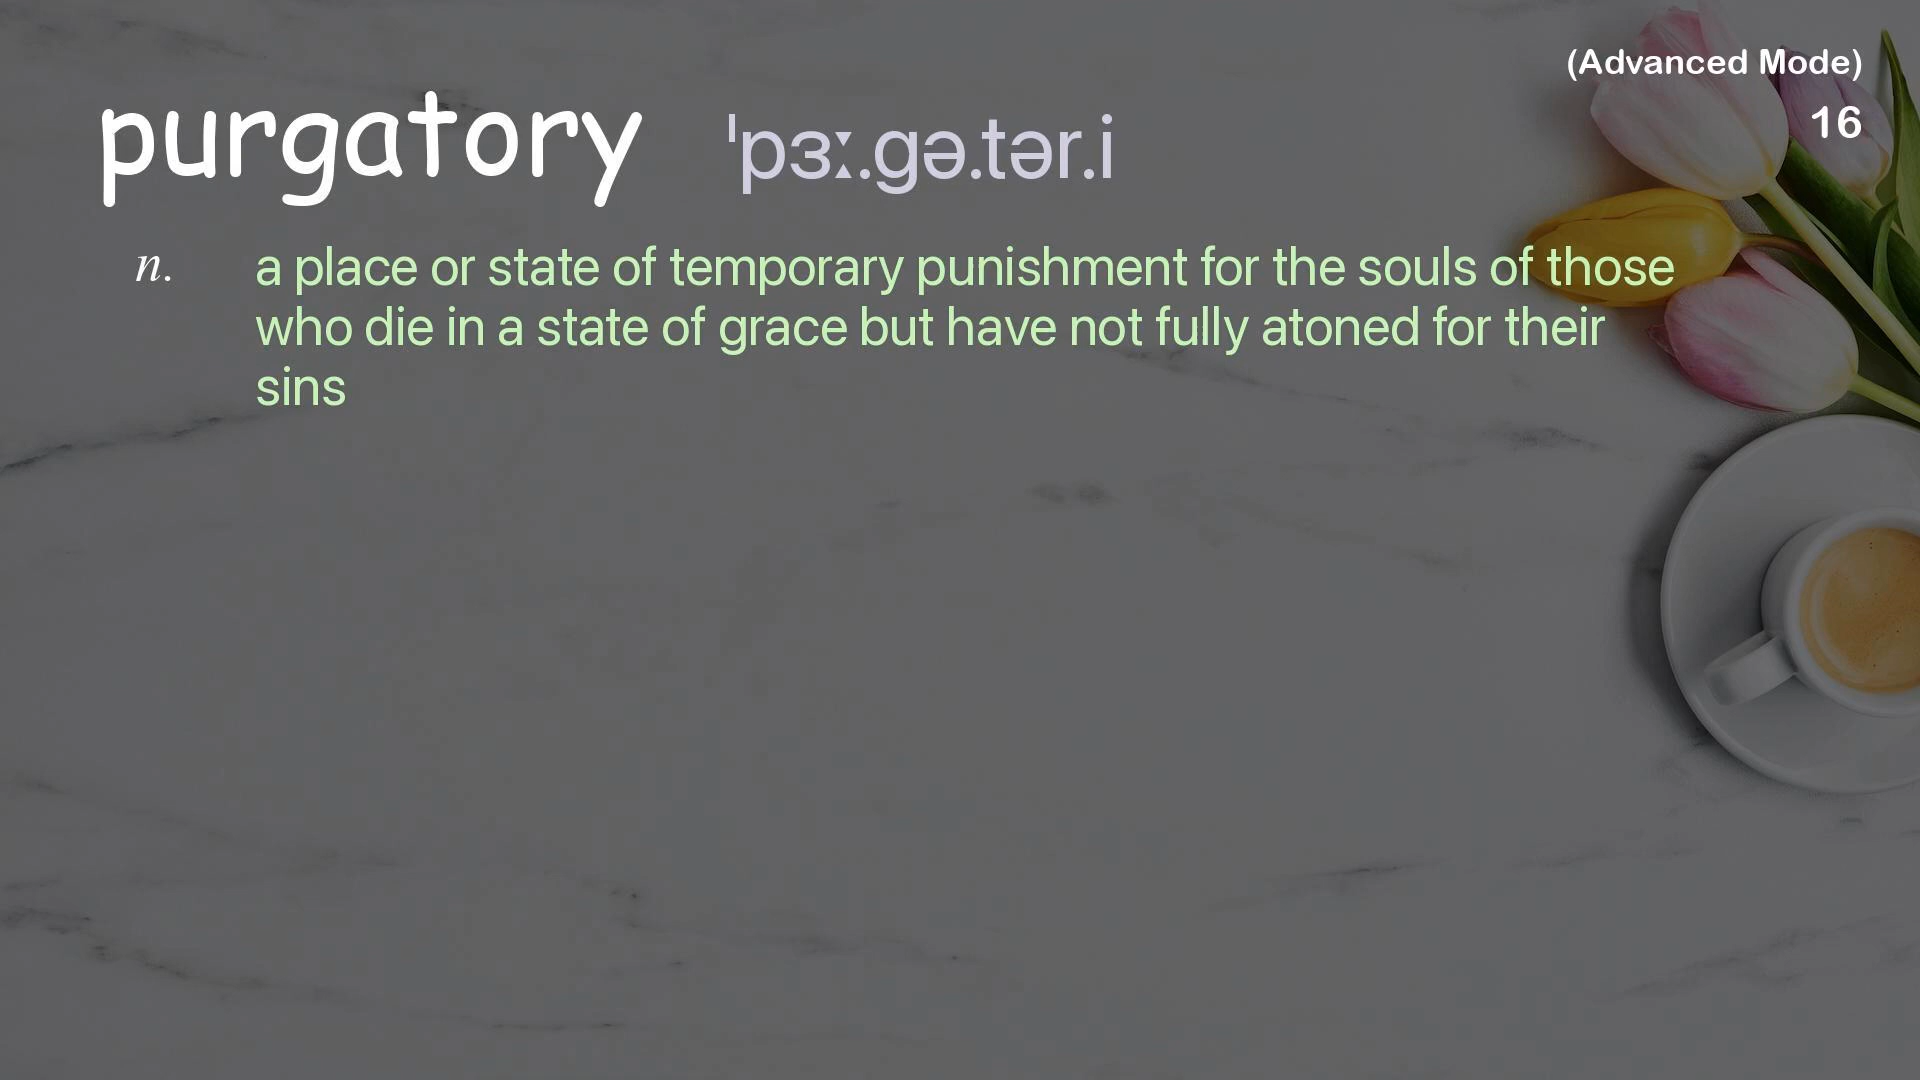 (Advanced Mode)
16
purgatory ˈpɜː.gə.tər.i
n. a place or state of temporary punishment for the souls of those
who die in a state of grace but have not fully atoned for their
sins